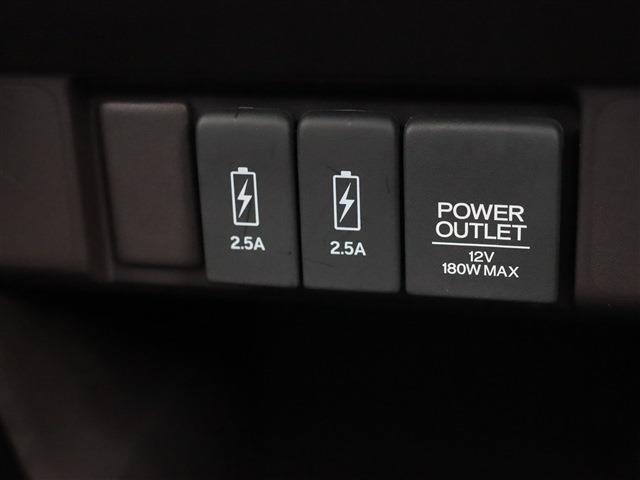 2.5A
2.5A
POWER
OUTLET
12V
180W MAX